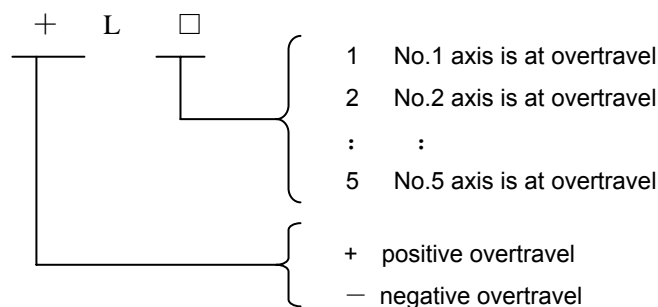 + L □
1 No.1 axis is at overtravel
2 No.2 axis is at overtravel
: :
5 No.5 axis is at overtravel
+ positive overtravel
— negative overtravel